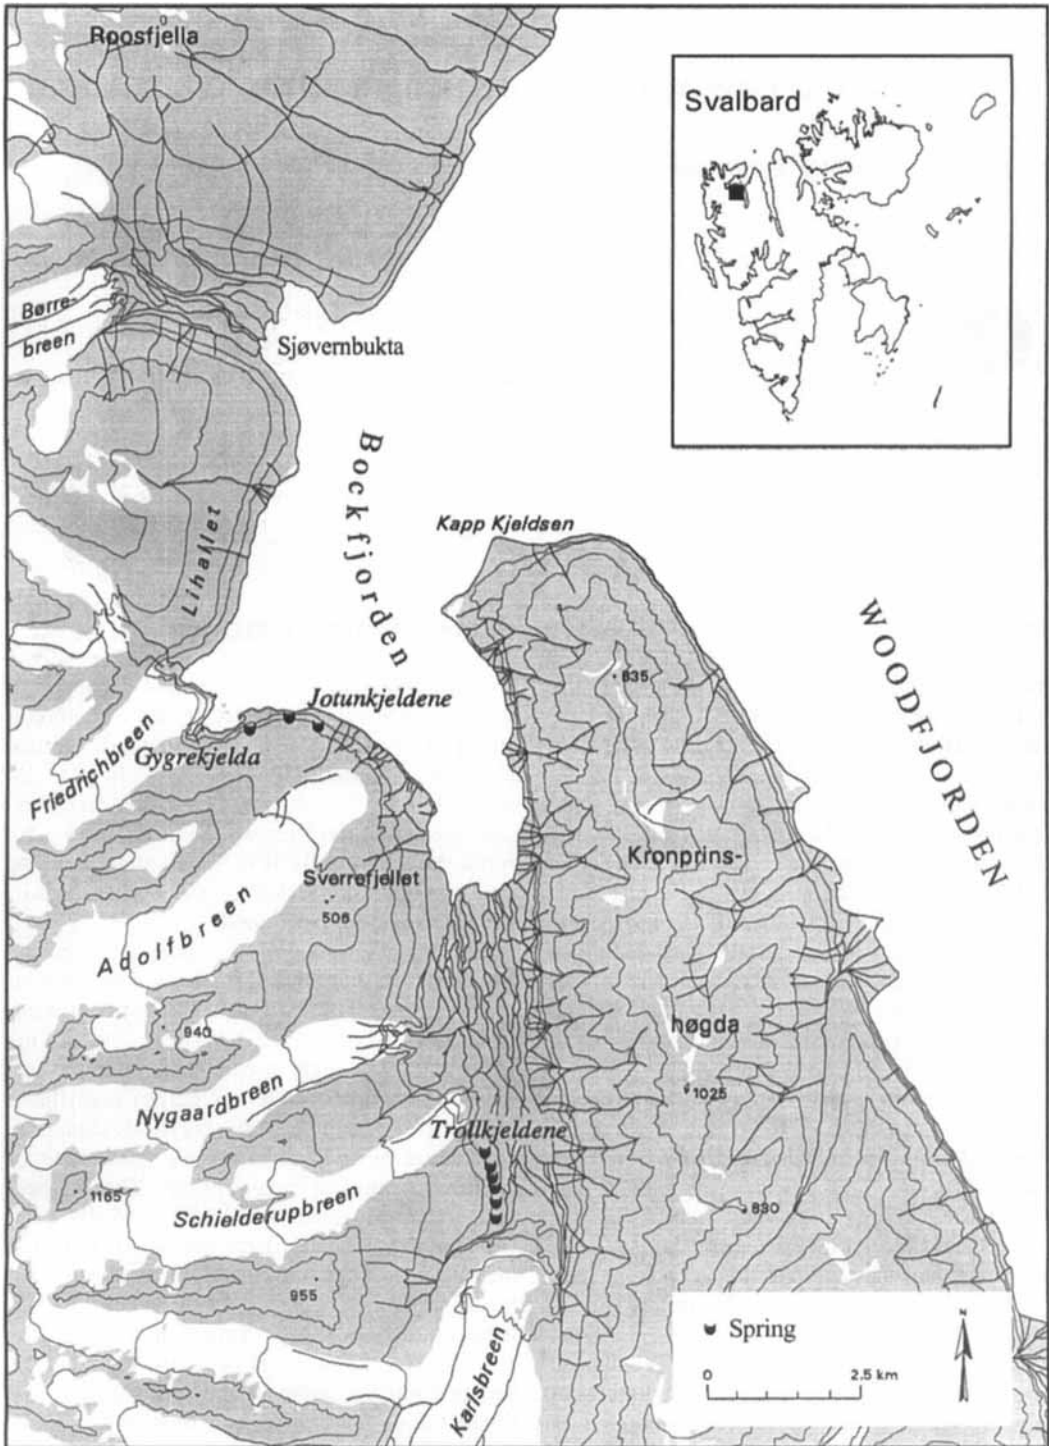 Roosfjella
Svalbard
Børre-
breen
Sjøvernbukta
Bockfjorden
Kapp Kjeldsen
Lihallet
WOODFJORDEN
835
Jotunkjeldene
Gygrekjelda
Friedrichbreen
Kronprins-
Sverrefjellet
506
Adolfbreen
940
høgda
1025
Nygaardbreen
Trollkjeldene
1165
Schielderupbreen
830
955
Karlsbreen
Spring
N
0 2.5 km